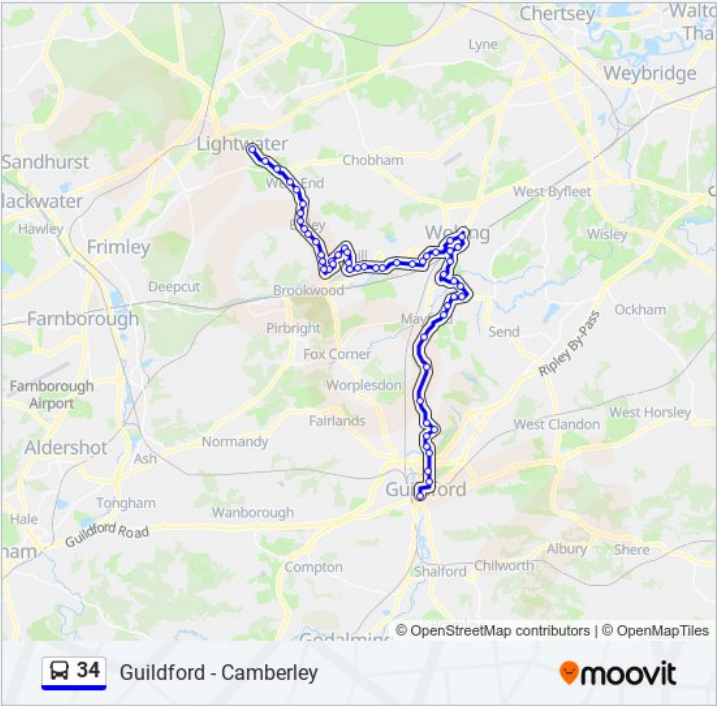 Chertsey
Walto
Tha
Lyne
Weybridge
Lightwater
Sandhurst
Chobham
West End
lackwater
West Byfleet
Hawley
Bisley
Woking
Wisley
Frimley
Deepcut
Brookwood
Farnborough
Pirbright
Mayford
Send
Ockham
Fox Corner
Ripley By-Pass
Farnborough
Airport
Worplesdon
Fairlands
West Clandon
West Horsley
Aldershot
Normandy
Ash
Guildford
Tongham
Wanborough
Hale
Guildford Road
ham
Albury
Shere
Compton
Shalford
Chilworth
Godalming
© OpenStreetMap contributors | © OpenMapTiles
34
Guildford - Camberley
moovit